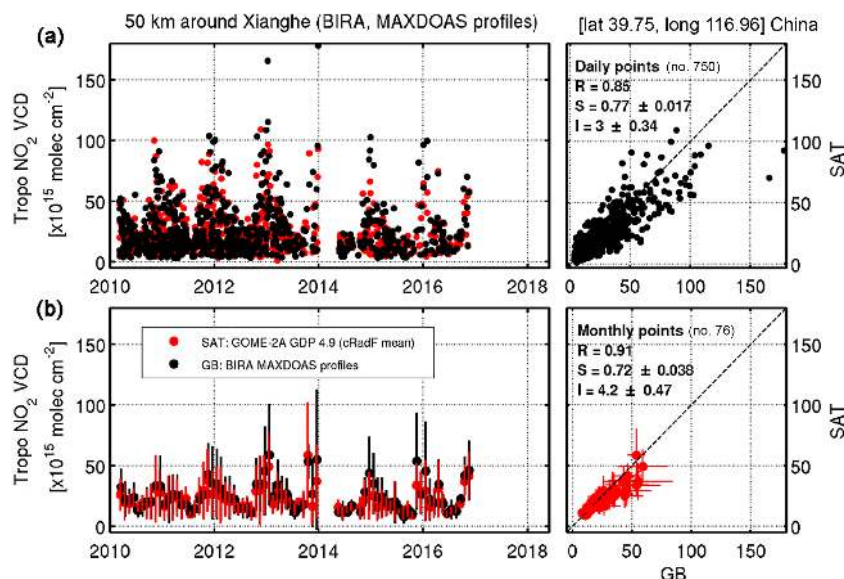 50 km around Xianghe (BIRA, MAXDOAS profiles)
[lat 39.75, long 116.96] China
(a)
Tropo NO2 VCD
[x10^15 molec cm^-2]
150
100
50
0
2010 2012 2014 2016 2018
Daily points (no. 750)
R = 0.85
S = 0.77 ± 0.017
I = 3 ± 0.34
150
100
50
0
SAT
0 50 100 150
(b)
Tropo NO2 VCD
[x10^15 molec cm^-2]
150
100
50
0
SAT: GOME-2A GDP 4.9 (cRadF mean)
GB: BIRA MAXDOAS profiles
2010 2012 2014 2016 2018
Monthly points (no. 76)
R = 0.91
S = 0.72 ± 0.038
I = 4.2 ± 0.47
150
100
50
0
SAT
0 50 100 150
GB